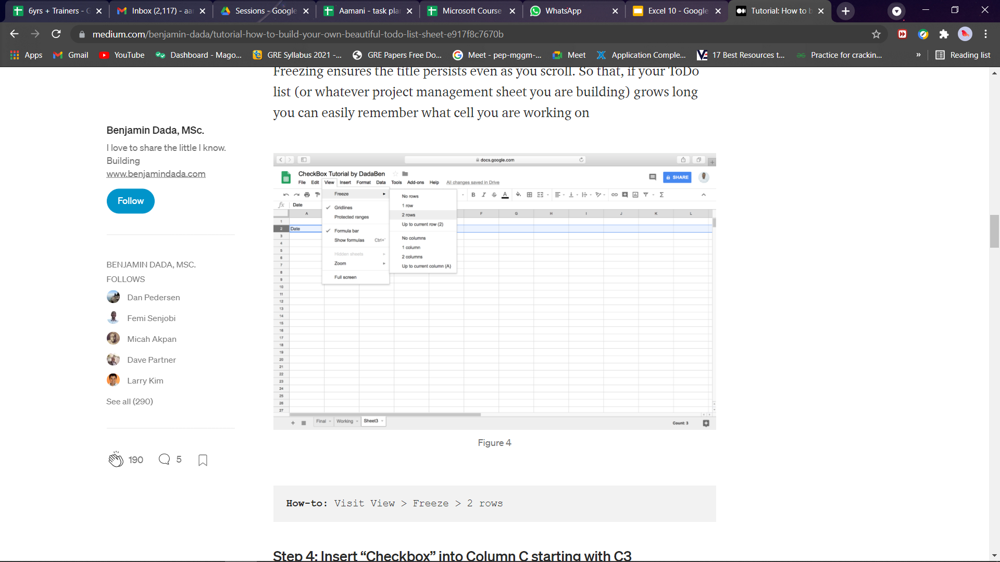 6yrs + Trainers - G
Inbox (2,117) - aa
Sessions - Google
Aamani - task pla
Microsoft Course
WhatsApp
Excel 10 - Google
Tutorial: How to b
medium.com/benjamin-dada/tutorial-how-to-build-your-own-beautiful-todo-list-sheet-e917f8c7670b
Apps
Gmail
YouTube
Dashboard - Mago...
GRE Syllabus 2021 -...
GRE Papers Free Do...
Meet - pep-mggm-...
Meet
Application Comple...
17 Best Resources t...
Practice for crackin...
»
Reading list
Freezing ensures the title persists even as you scroll. So that, if your ToDo
list (or whatever project management sheet you are building) grows long
you can easily remember what cell you are working on
Benjamin Dada, MSc.
I love to share the little I know.
Building
www.benjamindada.com
Follow
BENJAMIN DADA, MSC.
FOLLOWS
Dan Pedersen
Femi Senjobi
Micah Akpan
Dave Partner
Larry Kim
See all (290)
190
5
docs.google.com
CheckBox Tutorial by DadaBen
File Edit View Insert Format Data Tools Add-ons Help All changes saved in Drive
SHARE
B I S A
fx Date
Freeze
Gridlines
Protected ranges
Formula bar
Show formulas Ctrl+`
Hidden sheets
Zoom
Full screen
No rows
1 row
2 rows
Up to current row (2)
No columns
1 column
2 columns
Up to current column (A)
A F G H I J K L
1
2 Date
3
4
5
6
7
8
9
10
11
12
13
14
15
16
17
18
19
20
21
22
23
24
25
26
27
Final Working Sheet3
Count: 3
Figure 4
How-to: Visit View > Freeze > 2 rows
Step 4: Insert “Checkbox” into Column C starting with C3